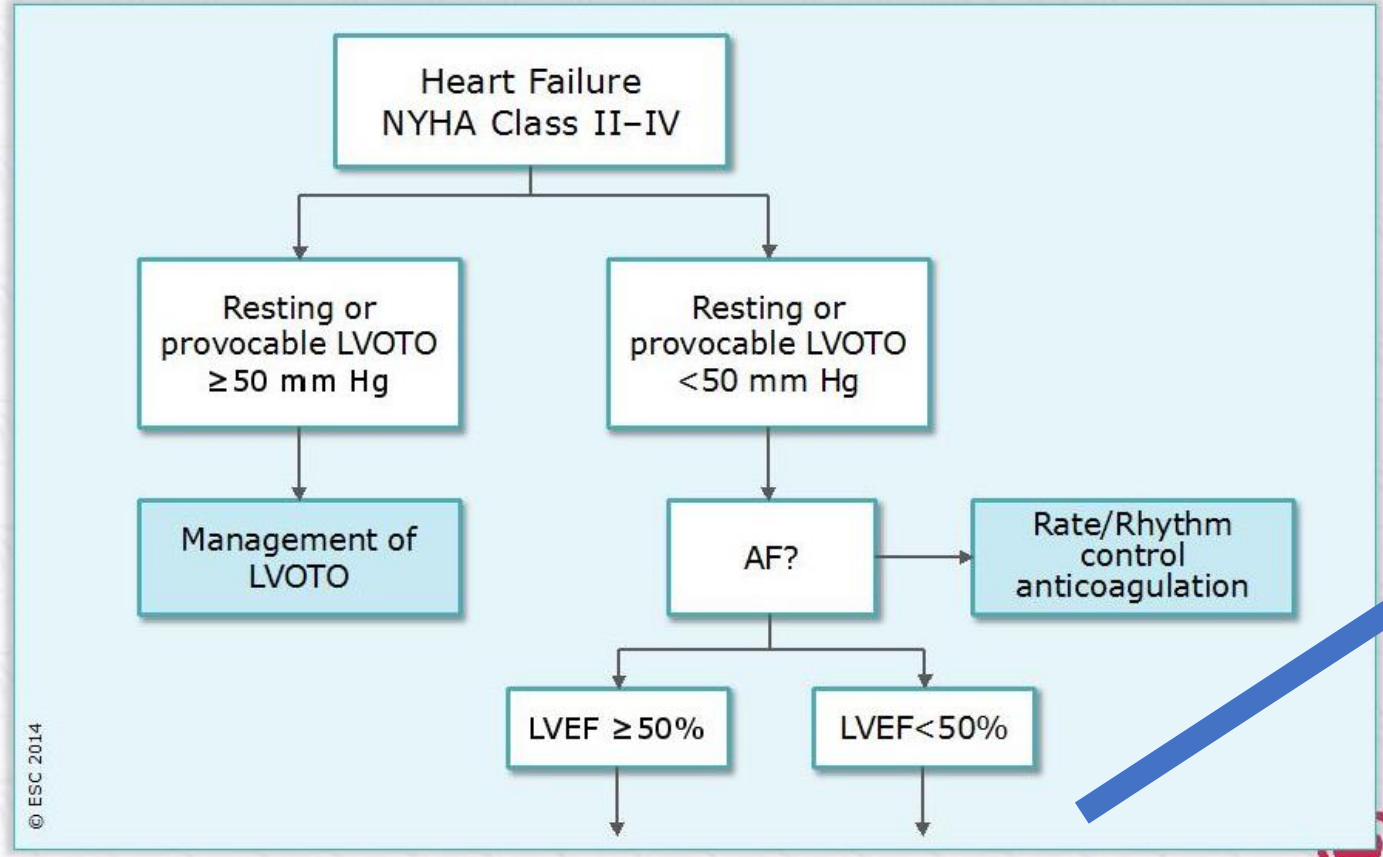 Heart Failure
NYHA Class II–IV
Resting or
provocable LVOTO
≥50 mm Hg
Resting or
provocable LVOTO
<50 mm Hg
Management of
LVOTO
AF?
Rate/Rhythm
control
anticoagulation
LVEF ≥50%
LVEF<50%
© ESC 2014